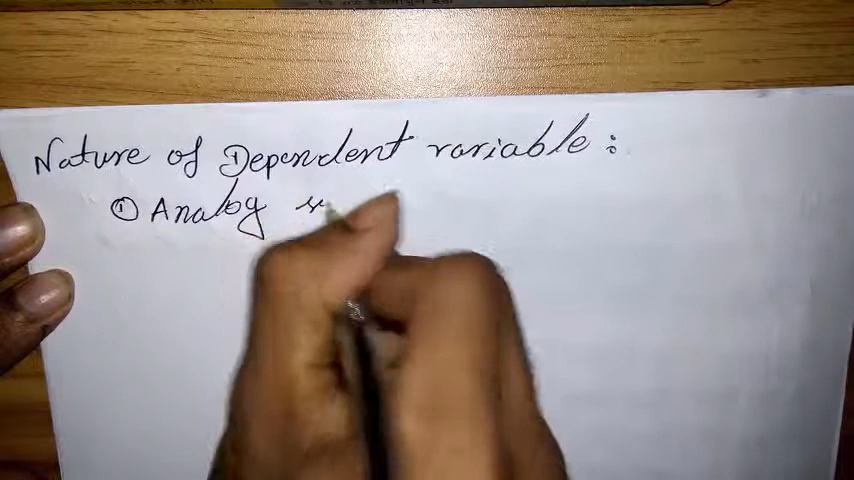 Nature of Dependent variable :
① Analog s